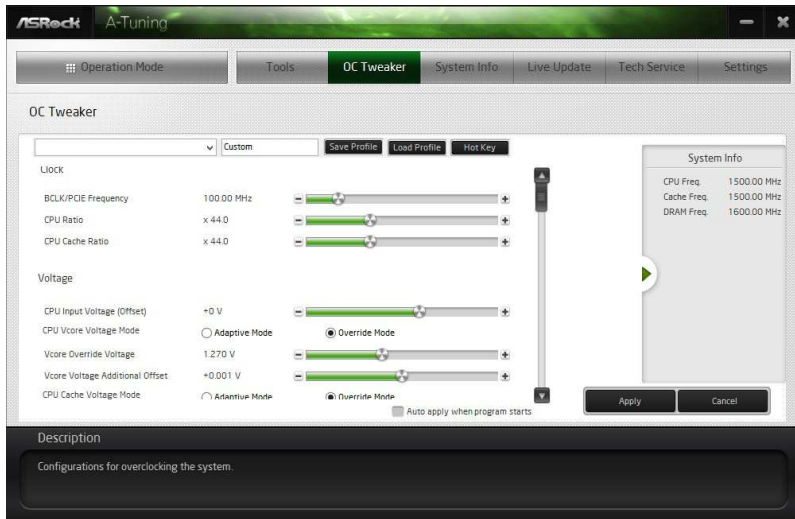 ASRock A-Tuning
Operation Mode Tools OC Tweaker System Info Live Update Tech Service Settings
OC Tweaker
Custom Save Profile Load Profile Hot Key
Clock
BCLK/PCIE Frequency 100.00 MHz
CPU Ratio x 44.0
CPU Cache Ratio x 44.0
Voltage
CPU Input Voltage (Offset) +0 V
CPU Vcore Voltage Mode Adaptive Mode Override Mode
Vcore Override Voltage 1.270 V
Vcore Voltage Additional Offset +0.001 V
CPU Cache Voltage Mode Adaptive Mode Override Mode
Auto apply when program starts
System Info
CPU Freq. 1500.00 MHz
Cache Freq. 1500.00 MHz
DRAM Freq. 1600.00 MHz
Apply Cancel
Description
Configurations for overclocking the system.